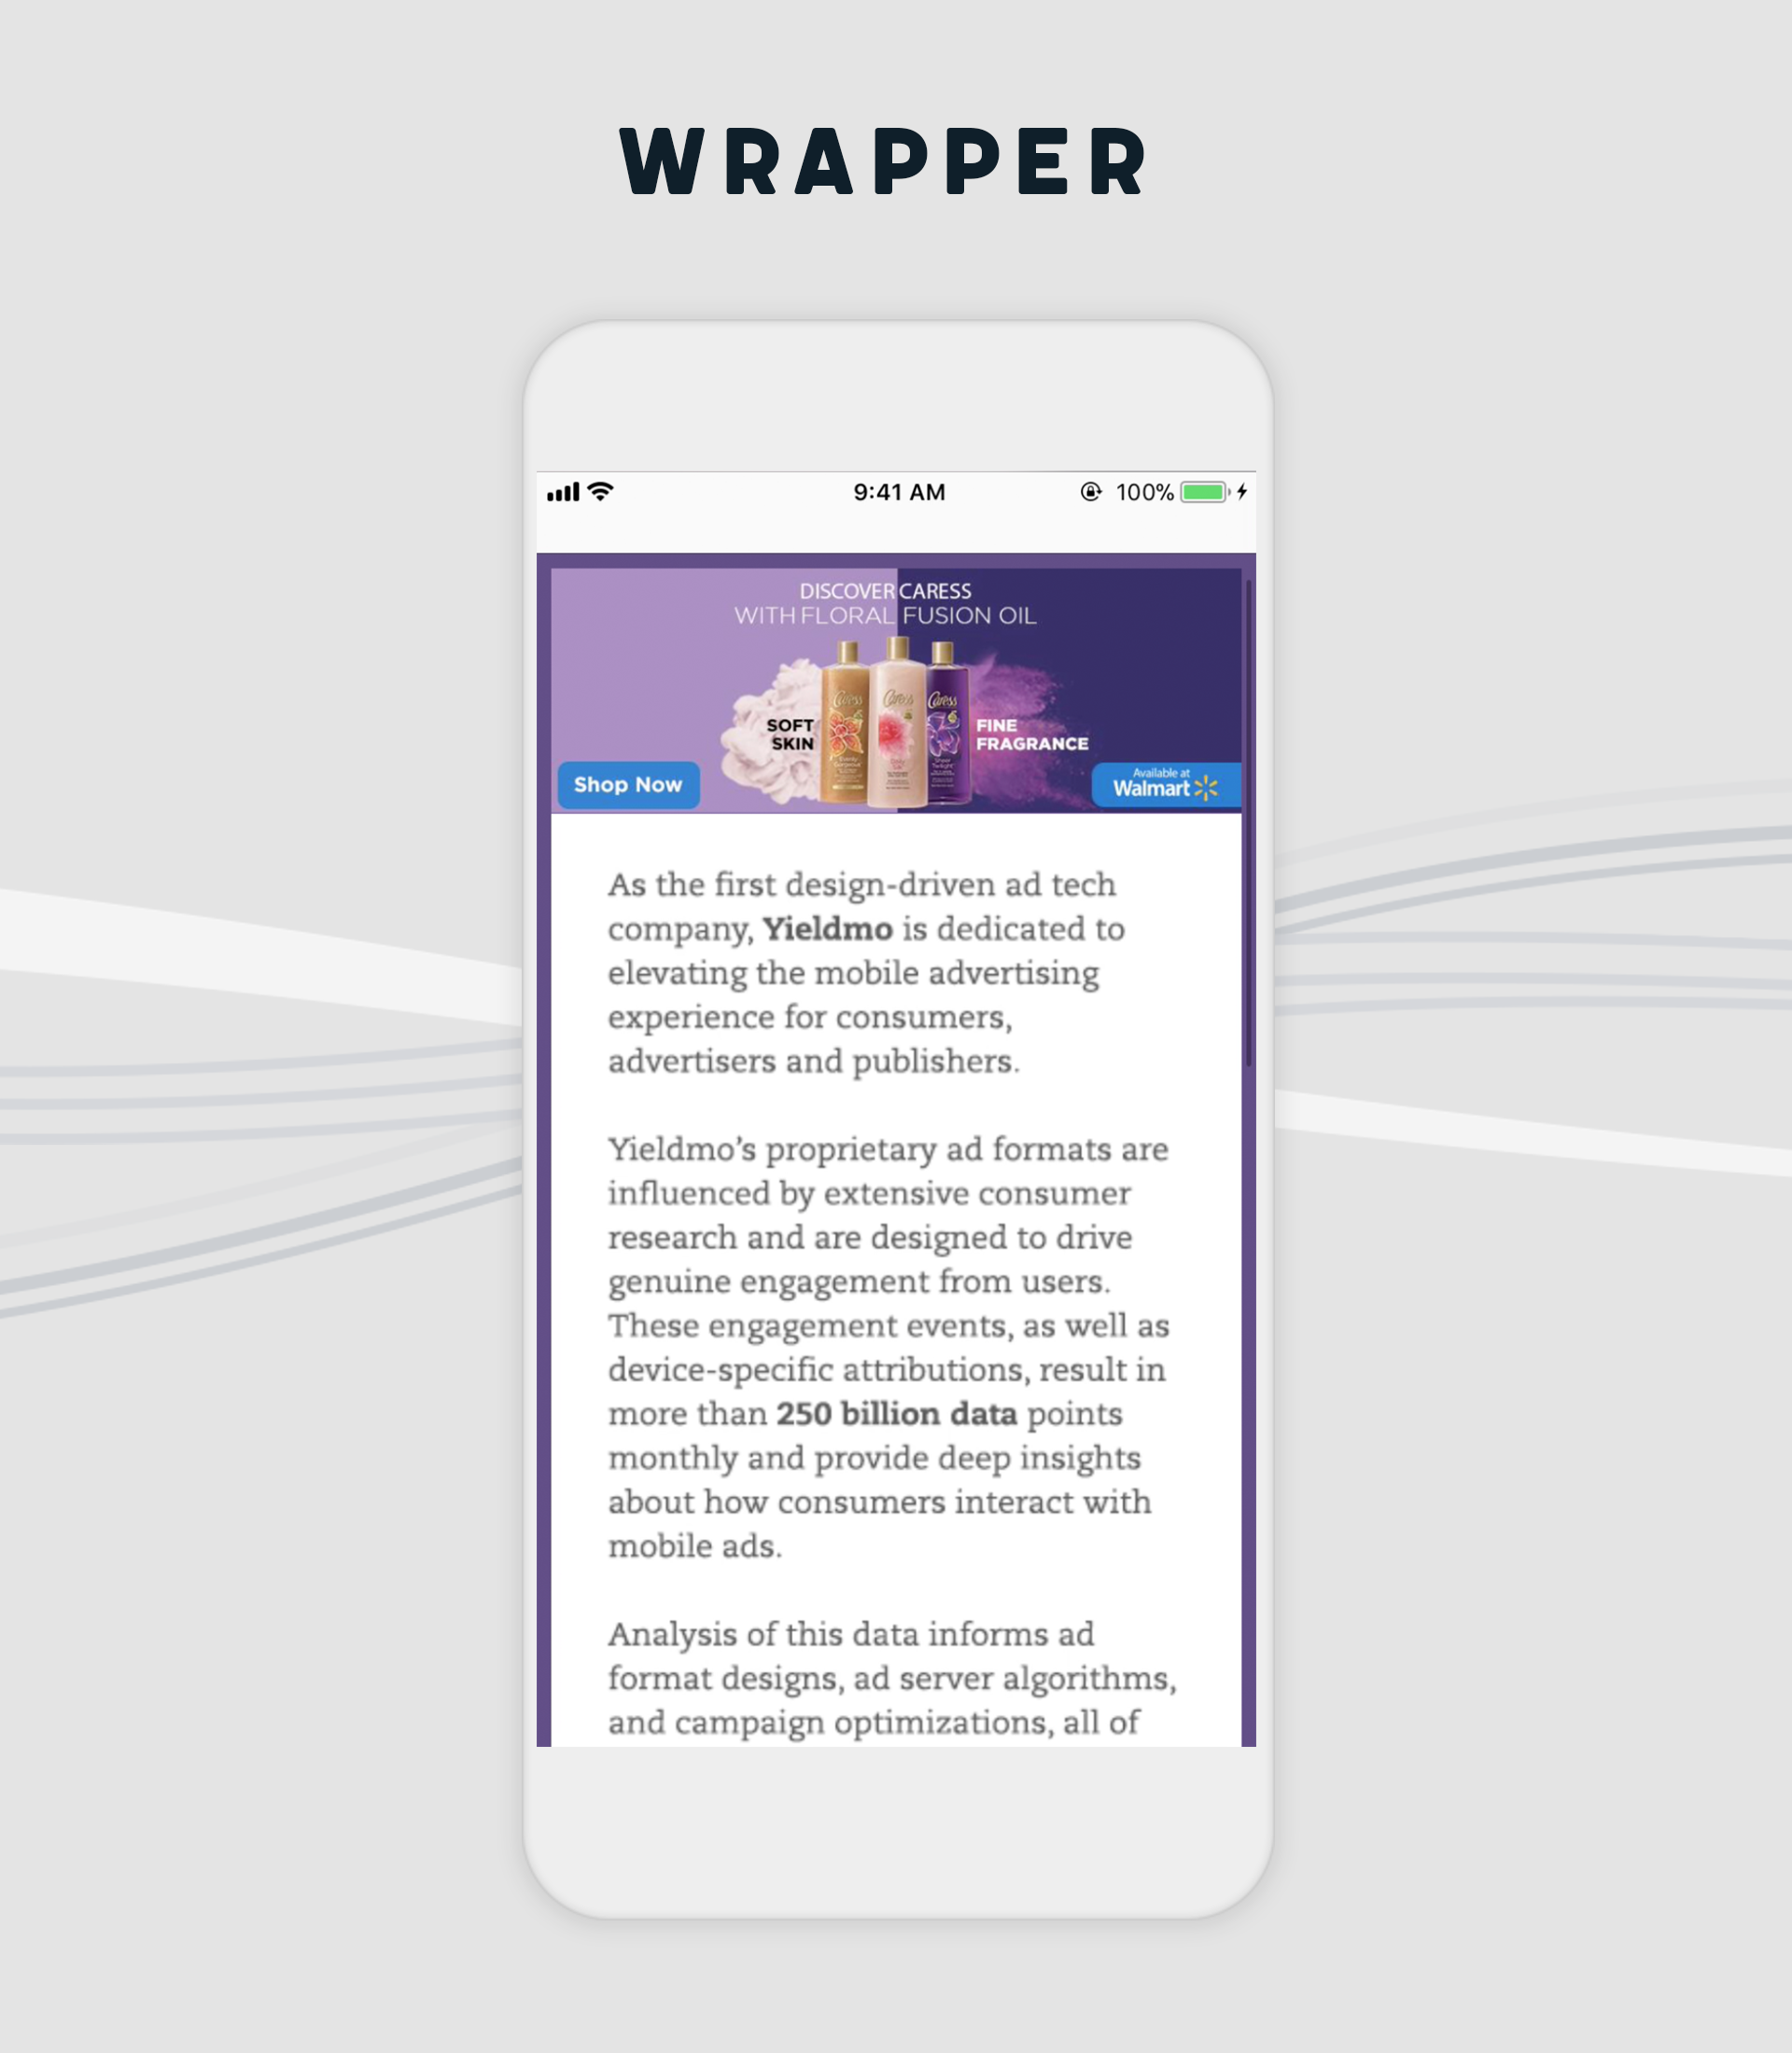 WRAPPER
9:41 AM
100%
DISCOVER CARESS
WITH FLORAL FUSION OIL
Caress Caress Caress
SOFT
SKIN
FINE
FRAGRANCE
Shop Now
Available at
Walmart
As the first design-driven ad tech
company, Yieldmo is dedicated to
elevating the mobile advertising
experience for consumers,
advertisers and publishers.
Yieldmo’s proprietary ad formats are
influenced by extensive consumer
research and are designed to drive
genuine engagement from users.
These engagement events, as well as
device-specific attributions, result in
more than 250 billion data points
monthly and provide deep insights
about how consumers interact with
mobile ads.
Analysis of this data informs ad
format designs, ad server algorithms,
and campaign optimizations, all of